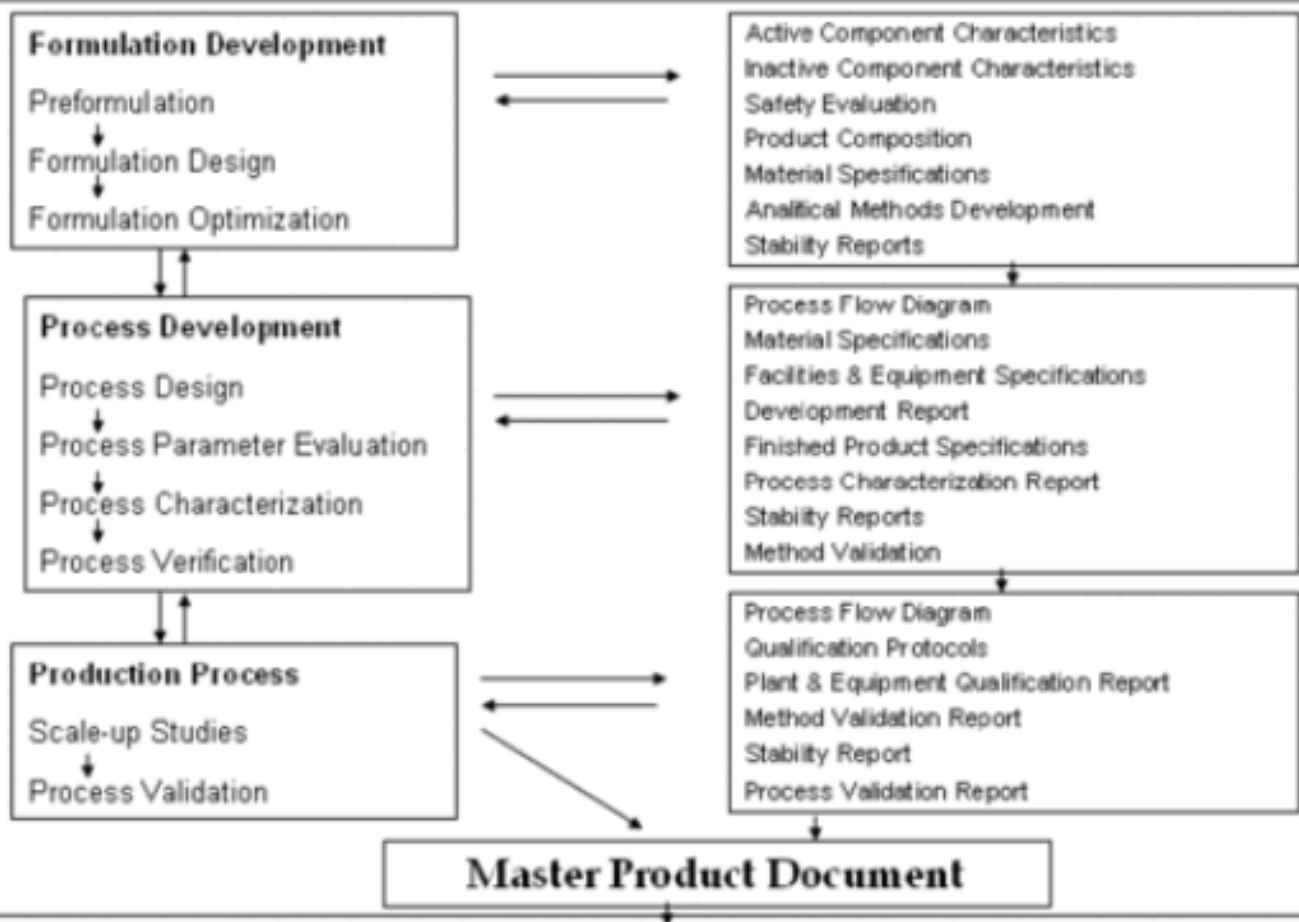 Formulation Development
Preformulation
Formulation Design
Formulation Optimization
Active Component Characteristics
Inactive Component Characteristics
Safety Evaluation
Product Composition
Material Spesifications
Analitical Methods Development
Stability Reports
Process Development
Process Design
Process Parameter Evaluation
Process Characterization
Process Verification
Process Flow Diagram
Material Specifications
Facilities & Equipment Specifications
Development Report
Finished Product Specifications
Process Characterization Report
Stability Reports
Method Validation
Production Process
Scale-up Studies
Process Validation
Process Flow Diagram
Qualification Protocols
Plant & Equipment Qualification Report
Method Validation Report
Stability Report
Process Validation Report
Master Product Document